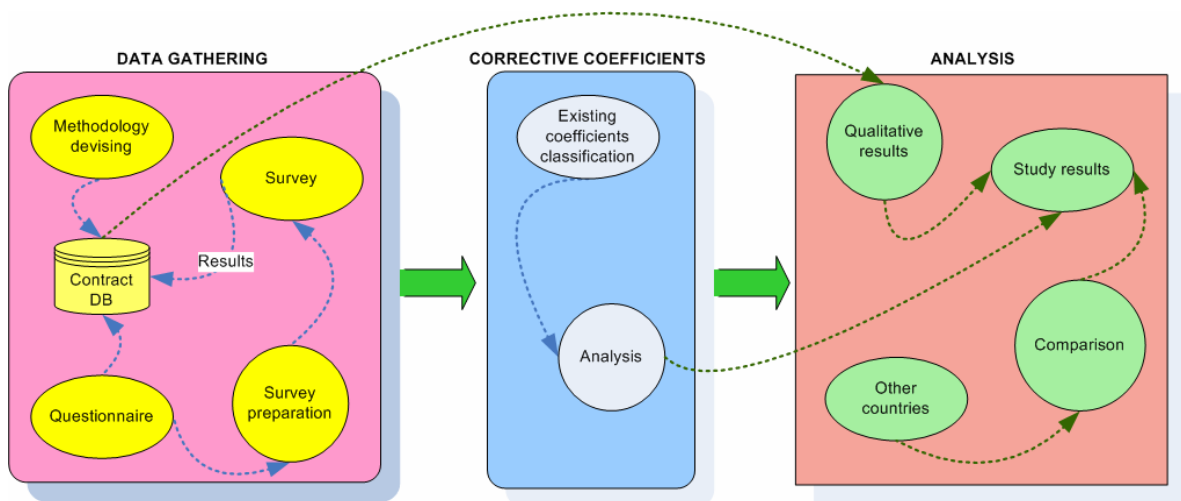 DATA GATHERING
Methodology
devising
Survey
Results
Contract
DB
Questionnaire
Survey
preparation
CORRECTIVE COEFFICIENTS
Existing
coefficients
classification
Analysis
ANALYSIS
Qualitative
results
Study results
Comparison
Other
countries